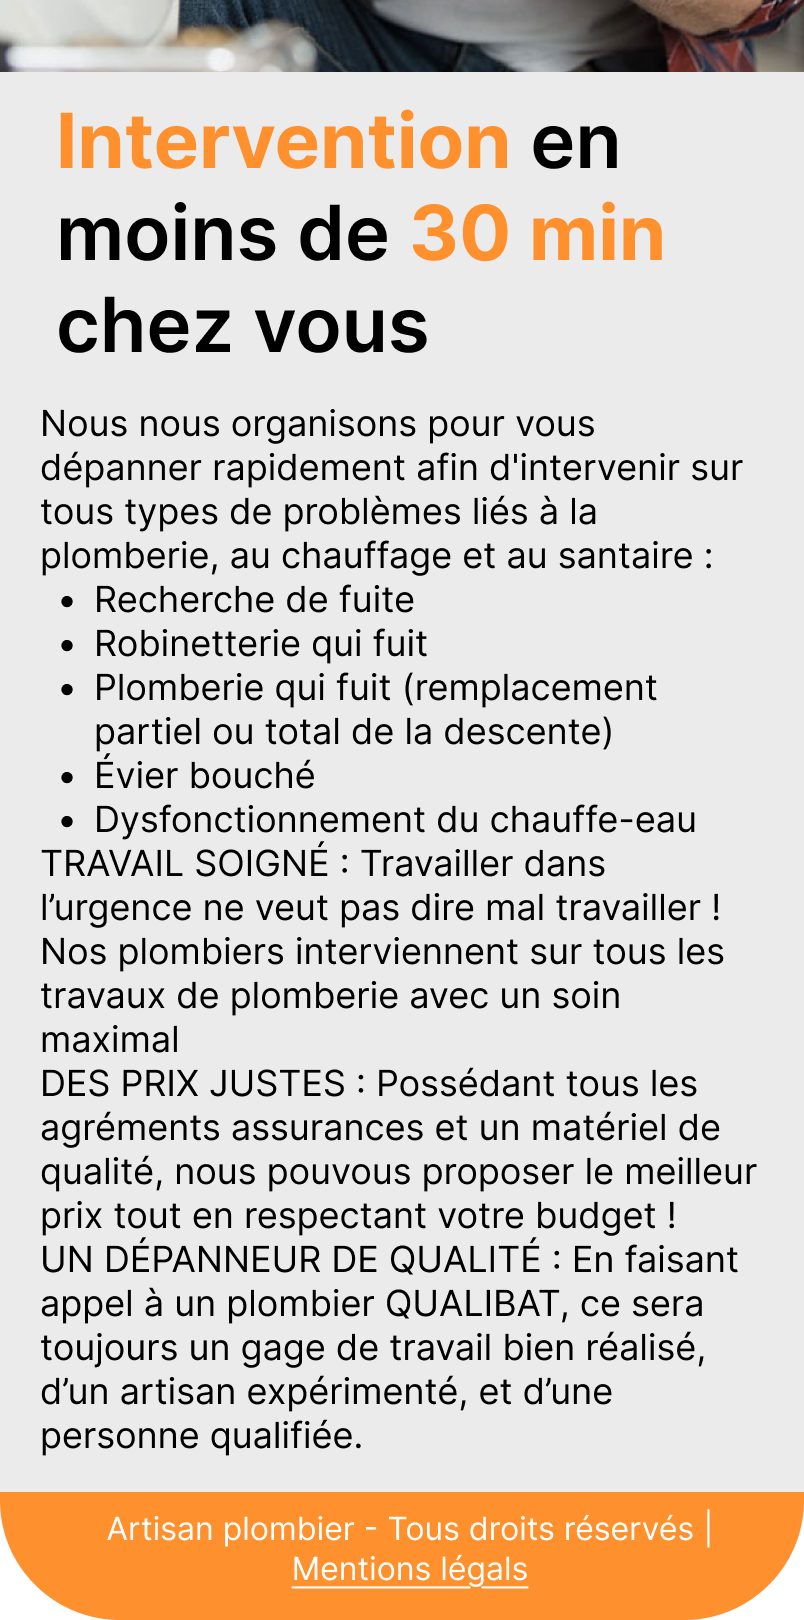 Intervention en
moins de 30 min
chez vous
Nous nous organisons pour vous
dépanner rapidement afin d'intervenir sur
tous types de problèmes liés à la
plomberie, au chauffage et au santaire :
• Recherche de fuite
• Robinetterie qui fuit
• Plomberie qui fuit (remplacement
partiel ou total de la descente)
• Évier bouché
• Dysfonctionnement du chauffe-eau
TRAVAIL SOIGNÉ : Travailler dans
l’urgence ne veut pas dire mal travailler !
Nos plombiers interviennent sur tous les
travaux de plomberie avec un soin
maximal
DES PRIX JUSTES : Possédant tous les
agréments assurances et un matériel de
qualité, nous pouvous proposer le meilleur
prix tout en respectant votre budget !
UN DÉPANNEUR DE QUALITÉ : En faisant
appel à un plombier QUALIBAT, ce sera
toujours un gage de travail bien réalisé,
d’un artisan expérimenté, et d’une
personne qualifiée.
Artisan plombier - Tous droits réservés |
Mentions légals